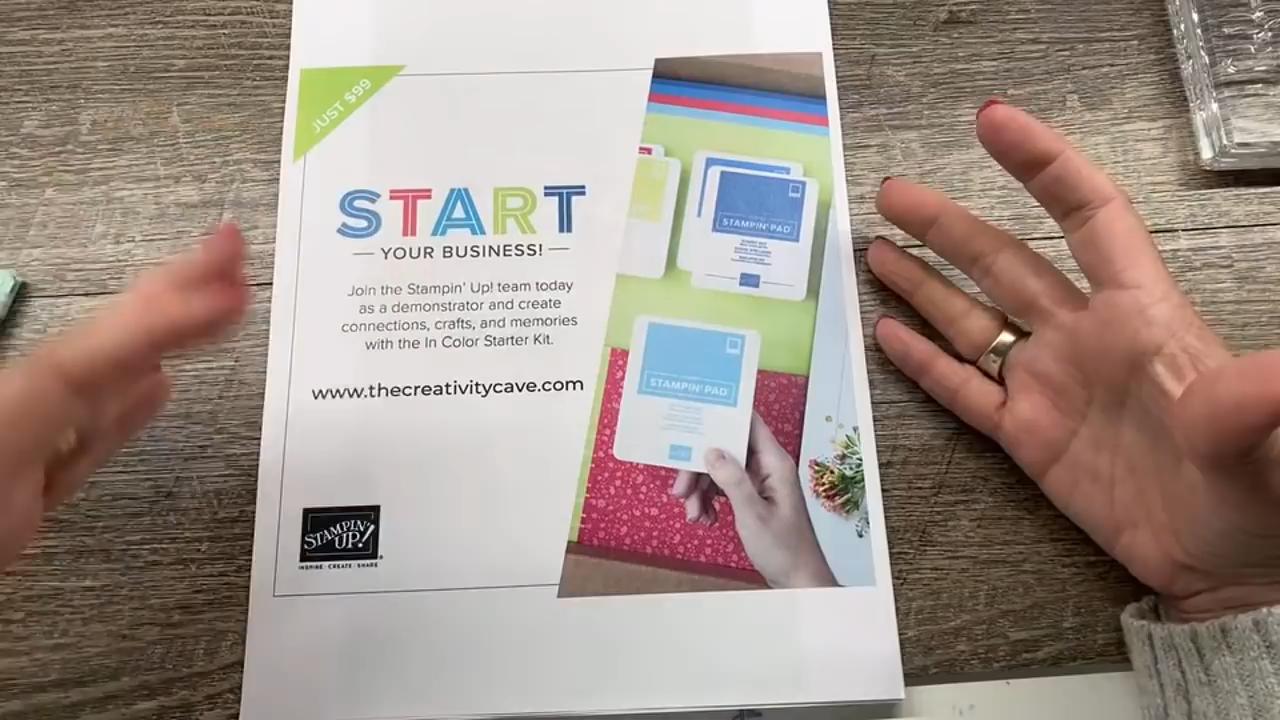 JUST $99
START
YOUR BUSINESS!
Join the Stampin' Up! team today
as a demonstrator and create
connections, crafts, and memories
with the In Color Starter Kit.
www.thecreativitycave.com
STAMPIN' UP!
INSPIRE · CREATE · SHARE
STAMPIN' PAD
STAMPIN' PAD